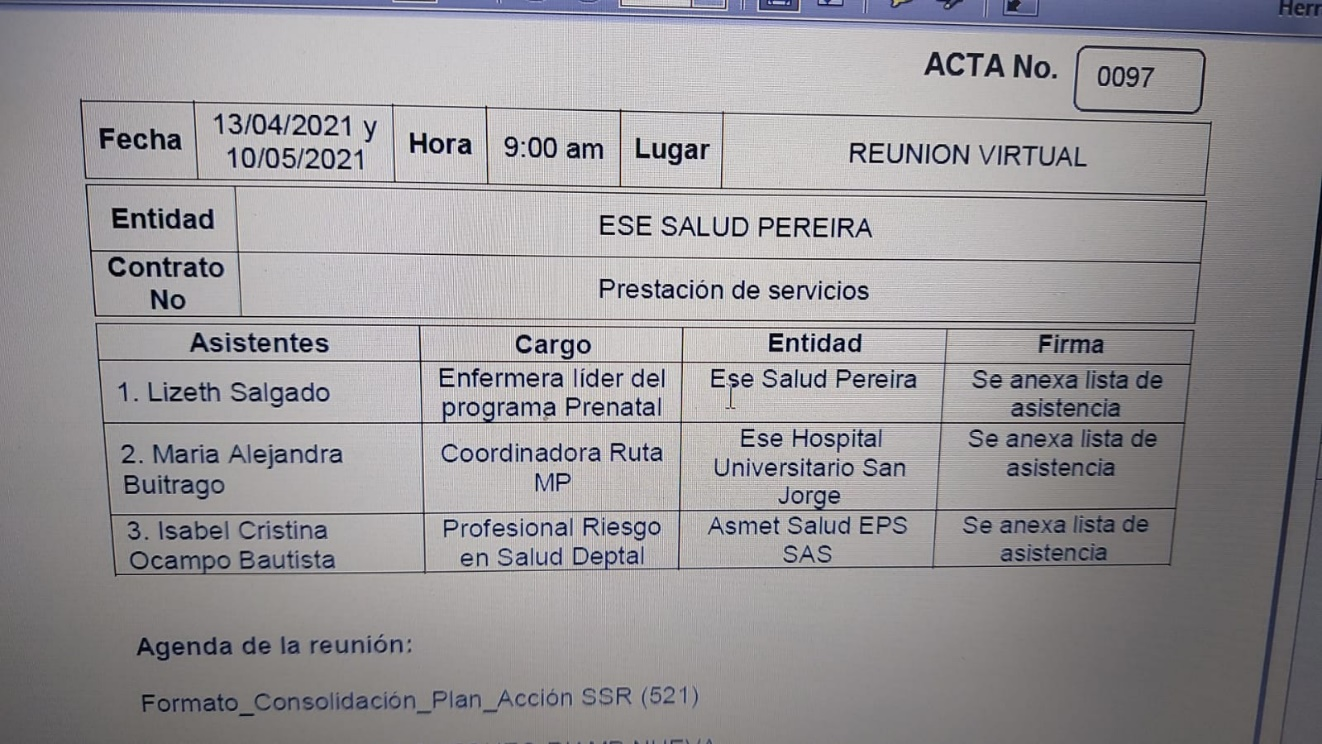 Herr
ACTA No. 0097
Fecha 13/04/2021 y 10/05/2021 Hora 9:00 am Lugar REUNION VIRTUAL
Entidad ESE SALUD PEREIRA
Contrato No Prestación de servicios
Asistentes Cargo Entidad Firma
1. Lizeth Salgado Enfermera líder del programa Prenatal Ese Salud Pereira Se anexa lista de asistencia
2. Maria Alejandra Buitrago Coordinadora Ruta MP Ese Hospital Universitario San Jorge Se anexa lista de asistencia
3. Isabel Cristina Ocampo Bautista Profesional Riesgo en Salud Deptal Asmet Salud EPS SAS Se anexa lista de asistencia
Agenda de la reunión:
Formato_Consolidación_Plan_Acción SSR (521)